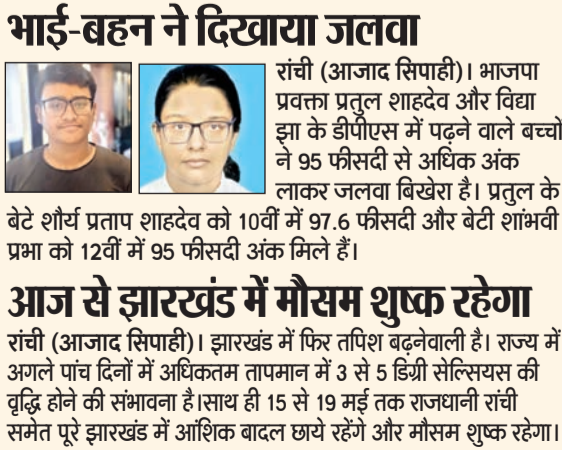 भाई-बहन ने दिखाया जलवा
रांची (आजाद सिपाही)। भाजपा
प्रवक्ता प्रतुल शाहदेव और विद्या
झा के डीपीएस में पढ़ने वाले बच्चों
ने 95 फीसदी से अधिक अंक
लाकर जलवा बिखेरा है। प्रतुल के
बेटे शौर्य प्रताप शाहदेव को 10वीं में 97.6 फीसदी और बेटी शांभवी
प्रभा को 12वीं में 95 फीसदी अंक मिले हैं।
आज से झारखंड में मौसम शुष्क रहेगा
रांची (आजाद सिपाही)। झारखंड में फिर तपिश बढ़नेवाली है। राज्य में
अगले पांच दिनों में अधिकतम तापमान में 3 से 5 डिग्री सेल्सियस की
वृद्धि होने की संभावना है।साथ ही 15 से 19 मई तक राजधानी रांची
समेत पूरे झारखंड में आंशिक बादल छाये रहेंगे और मौसम शुष्क रहेगा।